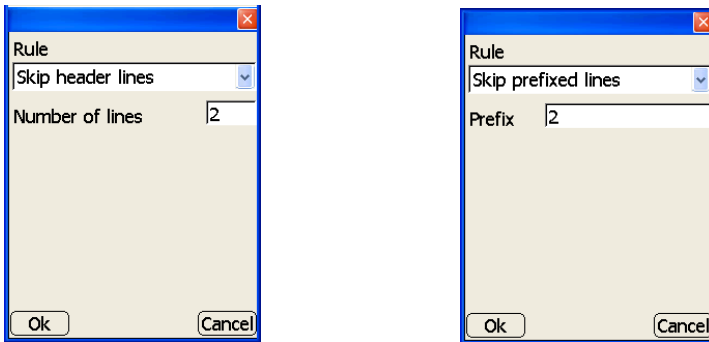 Rule
Skip header lines
Number of lines 2
Ok Cancel
Rule
Skip prefixed lines
Prefix 2
Ok Cancel